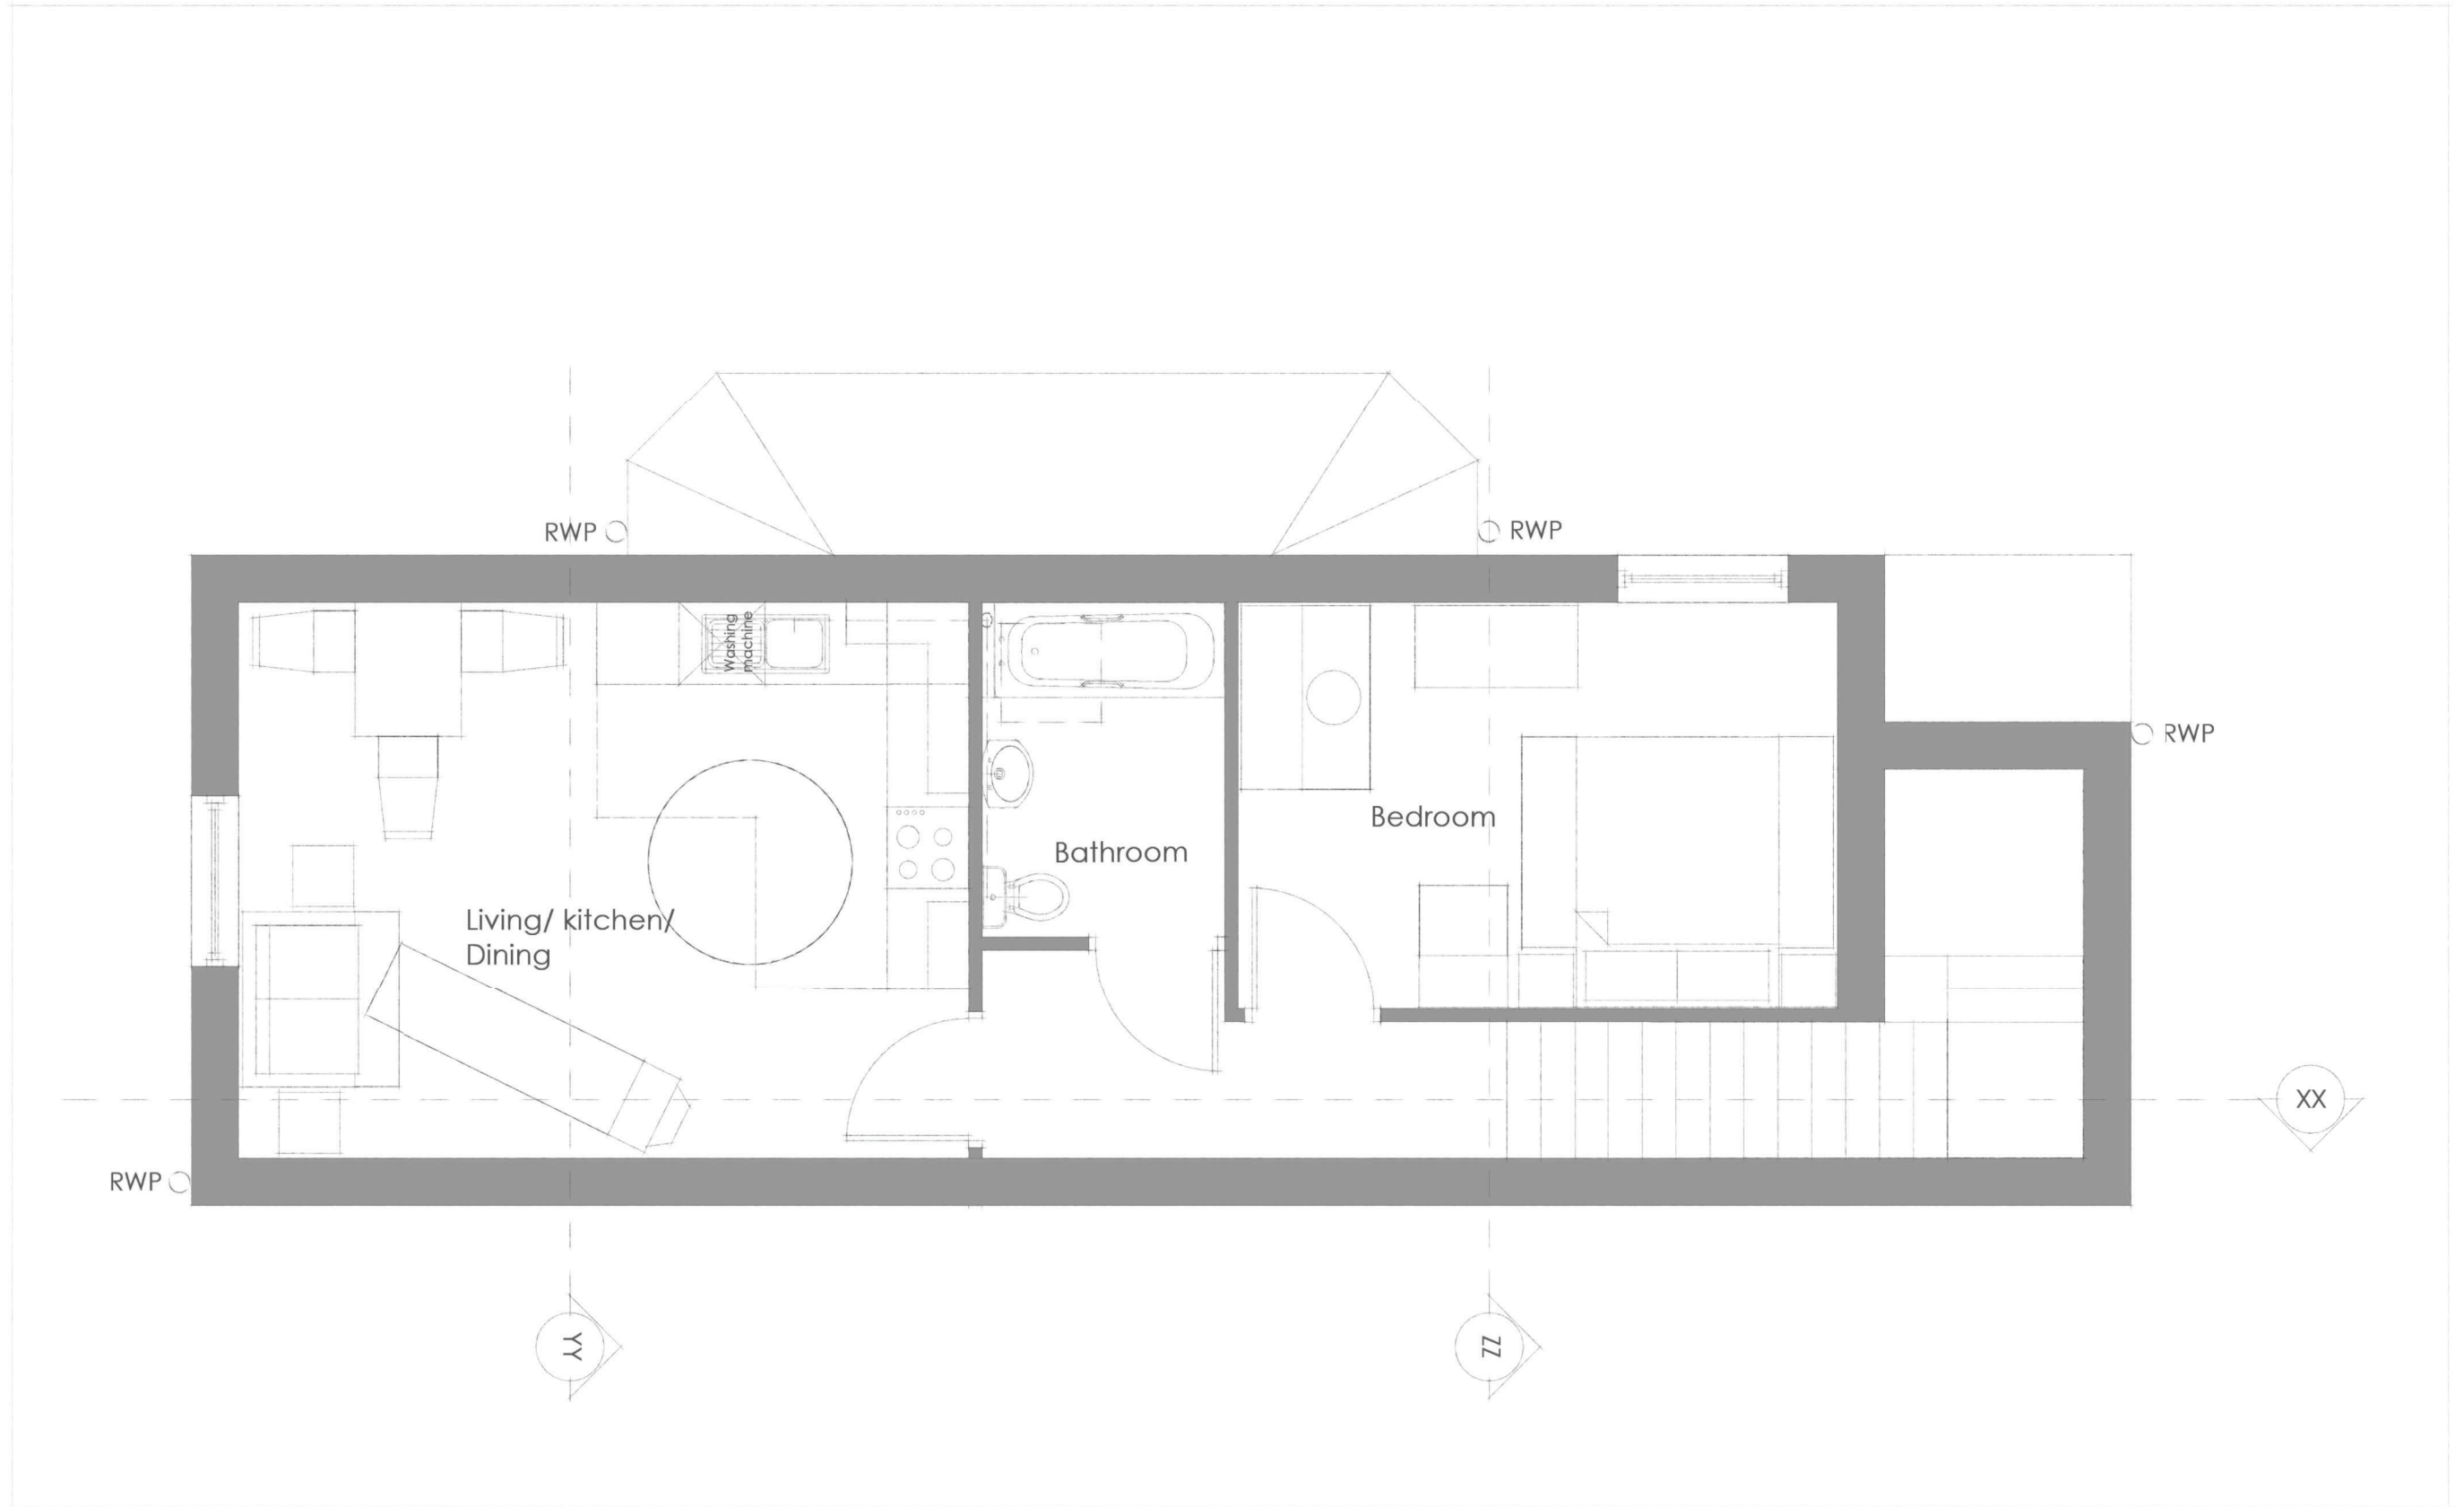 RWP
RWP
Washing
machine
RWP
Bedroom
Bathroom
Living/ kitchen/
Dining
XX
RWP
YY
ZZ